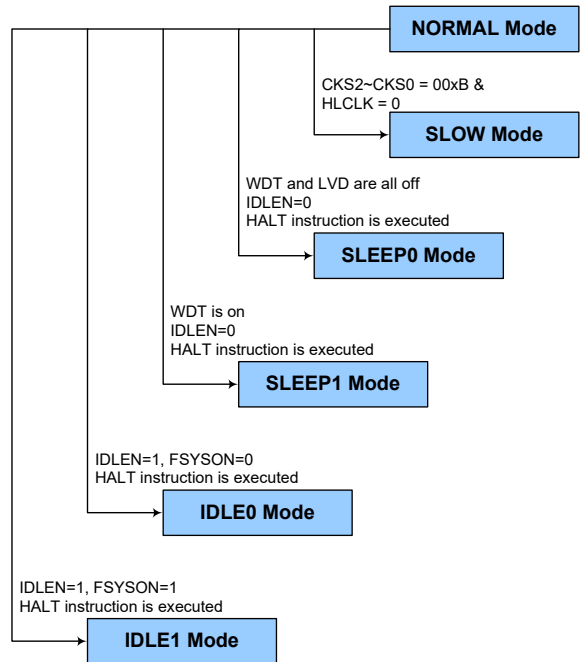 NORMAL Mode
CKS2~CKS0 = 00xB &
HLCLK = 0
SLOW Mode
WDT and LVD are all off
IDLEN=0
HALT instruction is executed
SLEEP0 Mode
WDT is on
IDLEN=0
HALT instruction is executed
SLEEP1 Mode
IDLEN=1, FSYSON=0
HALT instruction is executed
IDLE0 Mode
IDLEN=1, FSYSON=1
HALT instruction is executed
IDLE1 Mode